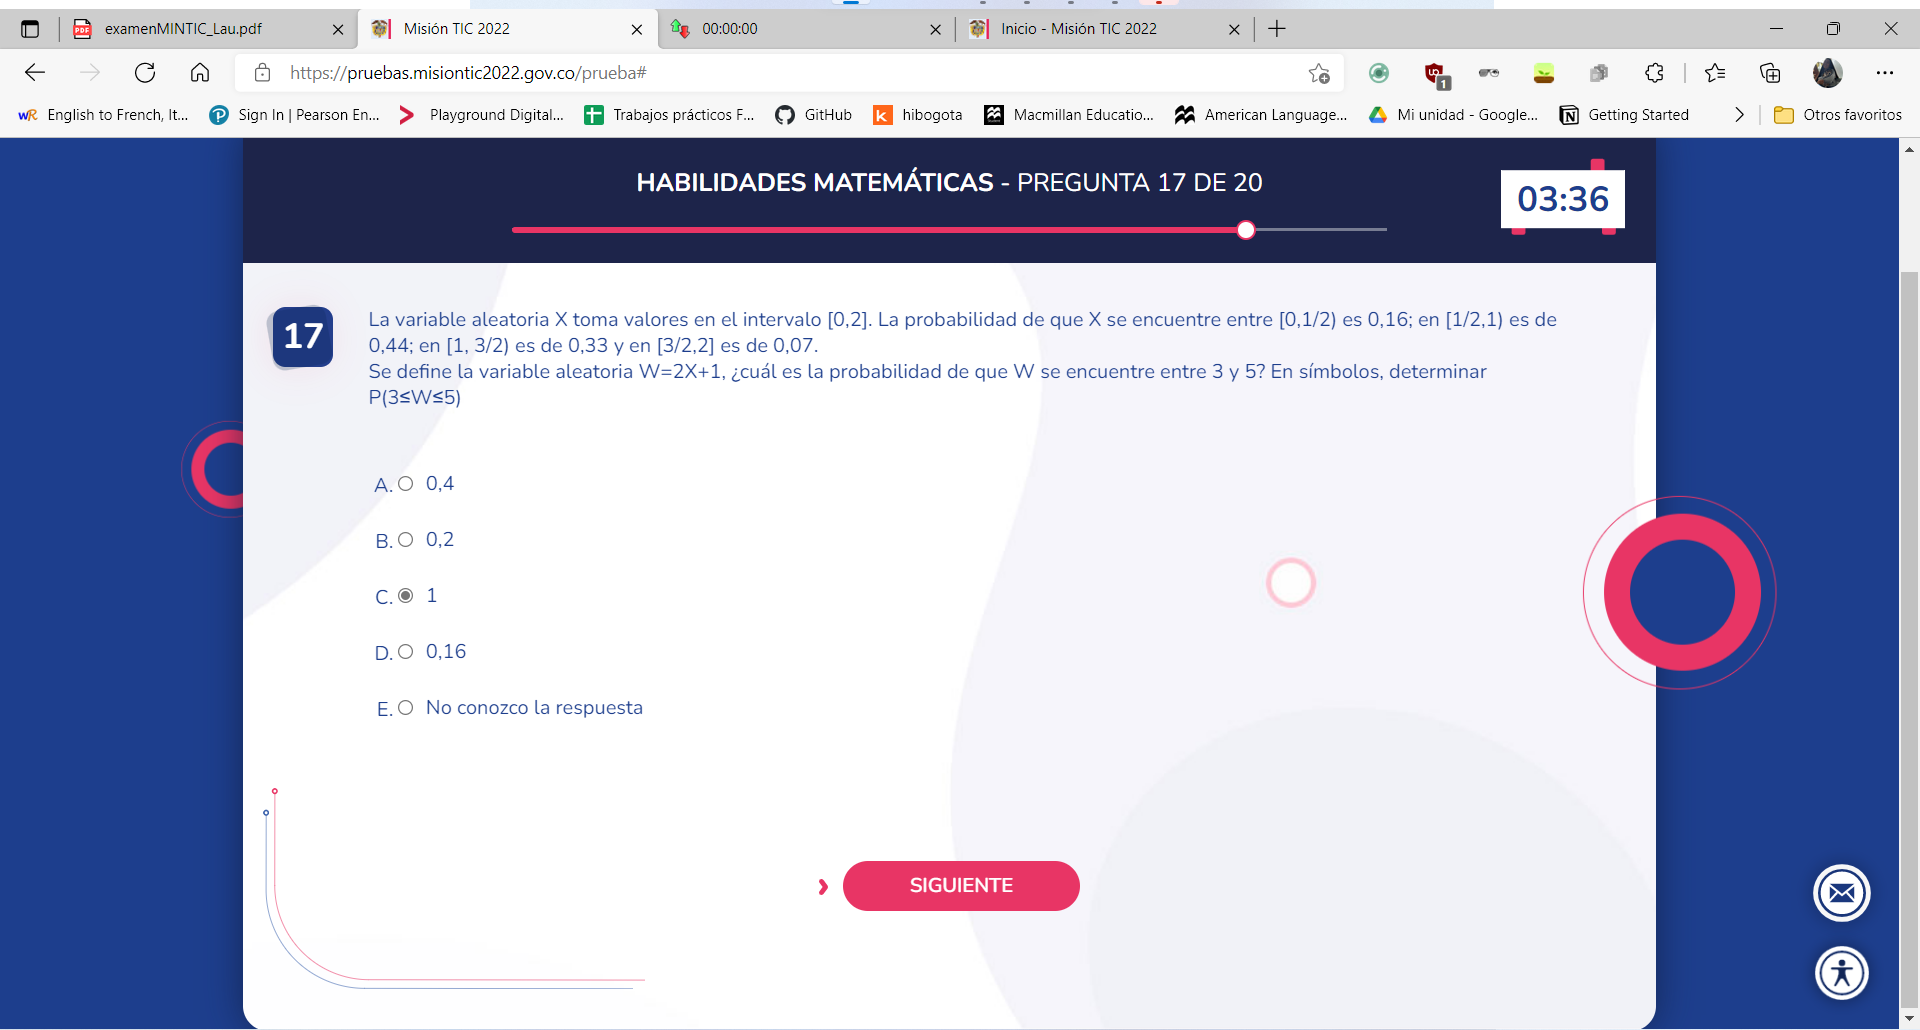 examenMINTIC_Lau.pdf
Misión TIC 2022
00:00:00
Inicio - Misión TIC 2022
https://pruebas.misiontic2022.gov.co/prueba#
1
English to French, It...
Sign In | Pearson En...
Playground Digital...
Trabajos prácticos F...
GitHub
hibogota
Macmillan Educatio...
American Language...
Mi unidad - Google...
Getting Started
Otros favoritos
HABILIDADES MATEMÁTICAS - PREGUNTA 17 DE 20
03:36
17
La variable aleatoria X toma valores en el intervalo [0,2]. La probabilidad de que X se encuentre entre [0,1/2) es 0,16; en [1/2,1) es de
0,44; en [1, 3/2) es de 0,33 y en [3/2,2] es de 0,07.
Se define la variable aleatoria W=2X+1, ¿cuál es la probabilidad de que W se encuentre entre 3 y 5? En símbolos, determinar
P(3≤W≤5)
A. 0,4
B. 0,2
C. 1
D. 0,16
E. No conozco la respuesta
SIGUIENTE